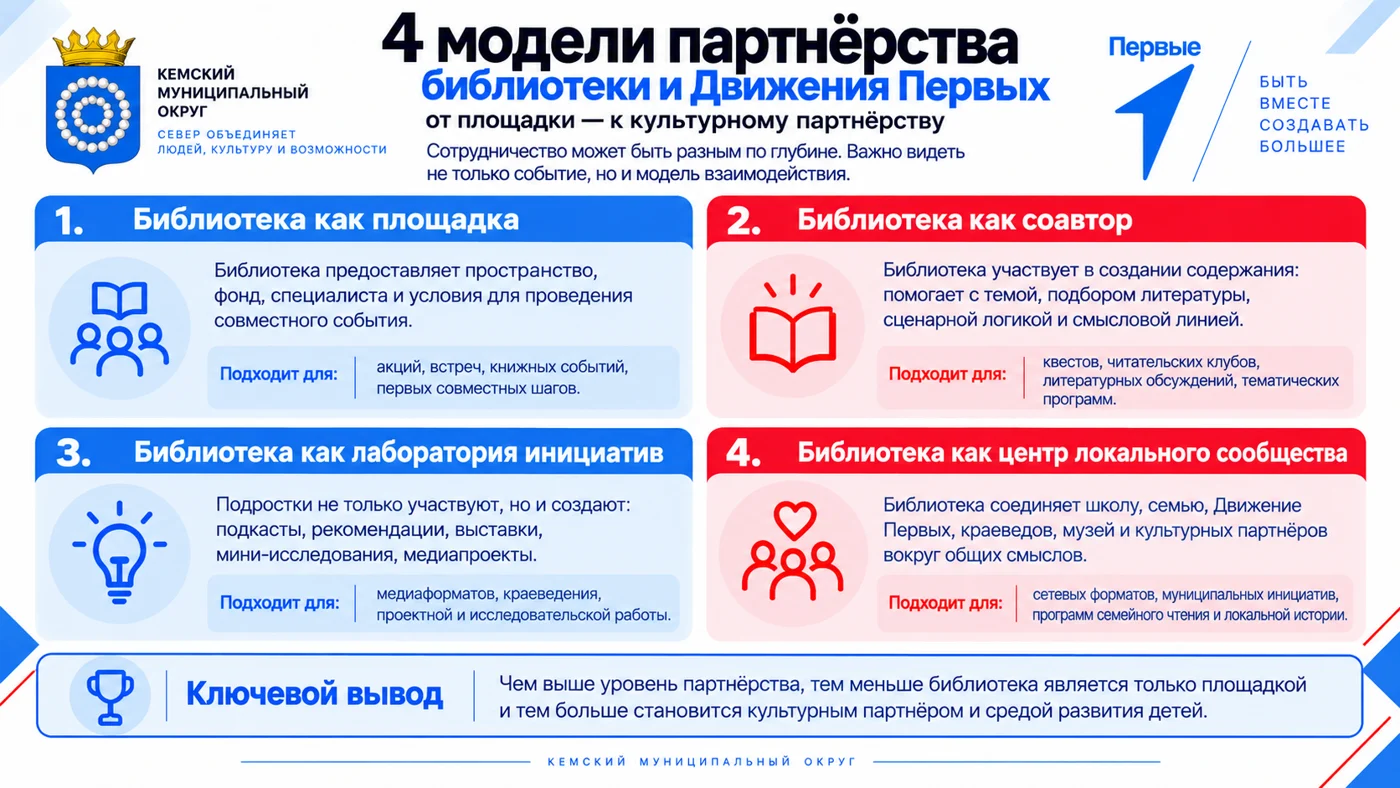 КЕМСКИЙ
МУНИЦИПАЛЬНЫЙ
ОКРУГ
СЕВЕР ОБЪЕДИНЯЕТ
ЛЮДЕЙ, КУЛЬТУРУ И ВОЗМОЖНОСТИ
4 модели партнёрства
библиотеки и Движения Первых
от площадки — к культурному партнёрству
Сотрудничество может быть разным по глубине. Важно видеть
не только событие, но и модель взаимодействия.
Первые
БЫТЬ
ВМЕСТЕ
СОЗДАВАТЬ
БОЛЬШЕЕ
1. Библиотека как площадка
Библиотека предоставляет пространство,
фонд, специалиста и условия для проведения
совместного события.
Подходит для:
акций, встреч, книжных событий,
первых совместных шагов.
2. Библиотека как соавтор
Библиотека участвует в создании содержания:
помогает с темой, подбором литературы,
сценарной логикой и смысловой линией.
Подходит для:
квестов, читательских клубов,
литературных обсуждений, тематических
программ.
3. Библиотека как лаборатория инициатив
Подростки не только участвуют, но и создают:
подкасты, рекомендации, выставки,
мини-исследования, медиапроекты.
Подходит для:
медиаформатов, краеведения,
проектной и исследовательской работы.
4. Библиотека как центр локального сообщества
Библиотека соединяет школу, семью, Движение
Первых, краеведов, музей и культурных партнёров
вокруг общих смыслов.
Подходит для:
сетевых форматов, муниципальных инициатив,
программ семейного чтения и локальной истории.
Ключевой вывод
Чем выше уровень партнёрства, тем меньше библиотека является только площадкой
и тем больше становится культурным партнёром и средой развития детей.
КЕМСКИЙ МУНИЦИПАЛЬНЫЙ ОКРУГ